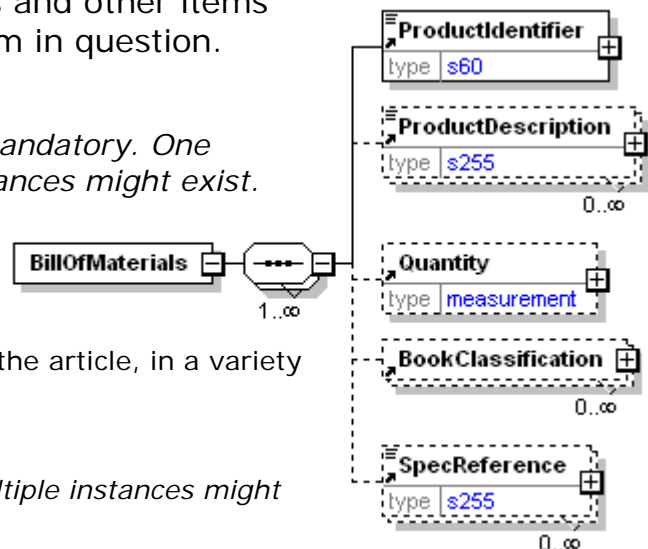 s and other items
m in question.
andatory. One
ances might exist.
the article, in a variety
ltiple instances might
BillOfMaterials
1..∞
ProductIdentifier
type s60
ProductDescription
type s255
0..∞
Quantity
type measurement
BookClassification
0..∞
SpecReference
type s255
0..∞